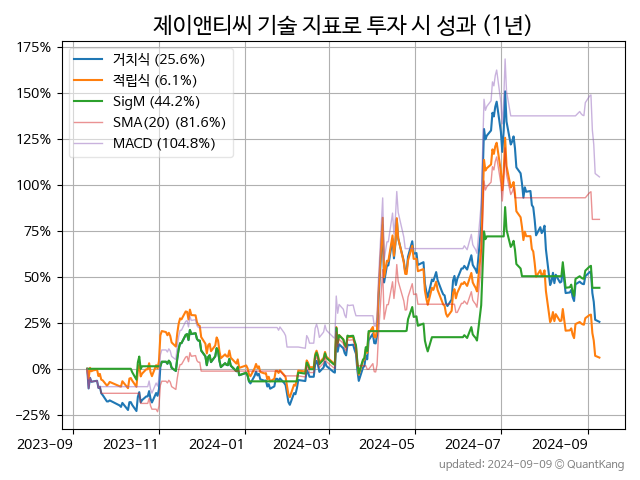 제이앤티씨 기술 지표로 투자 시 성과 (1년)
175%
150%
125%
100%
75%
50%
25%
0%
−25%
거치식 (25.6%)
적립식 (6.1%)
SigM (44.2%)
SMA(20) (81.6%)
MACD (104.8%)
2023-09 2023-11 2024-01 2024-03 2024-05 2024-07 2024-09
updated: 2024-09-09 © QuantKang